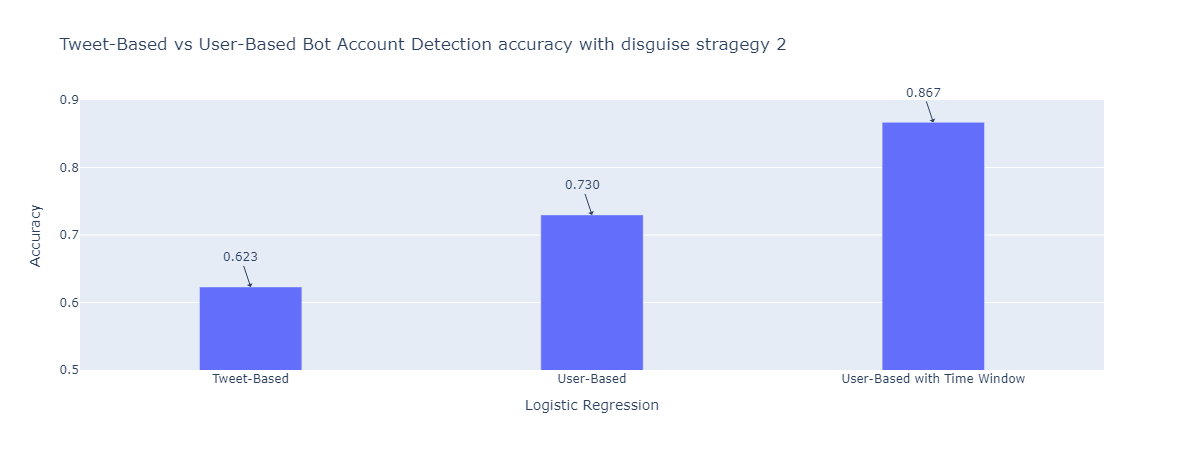 Tweet-Based vs User-Based Bot Account Detection accuracy with disguise stragegy 2
0.867
0.9
0.8
0.730
0.7
0.623
0.6
0.5
Accuracy
Tweet-Based
User-Based
User-Based with Time Window
Logistic Regression